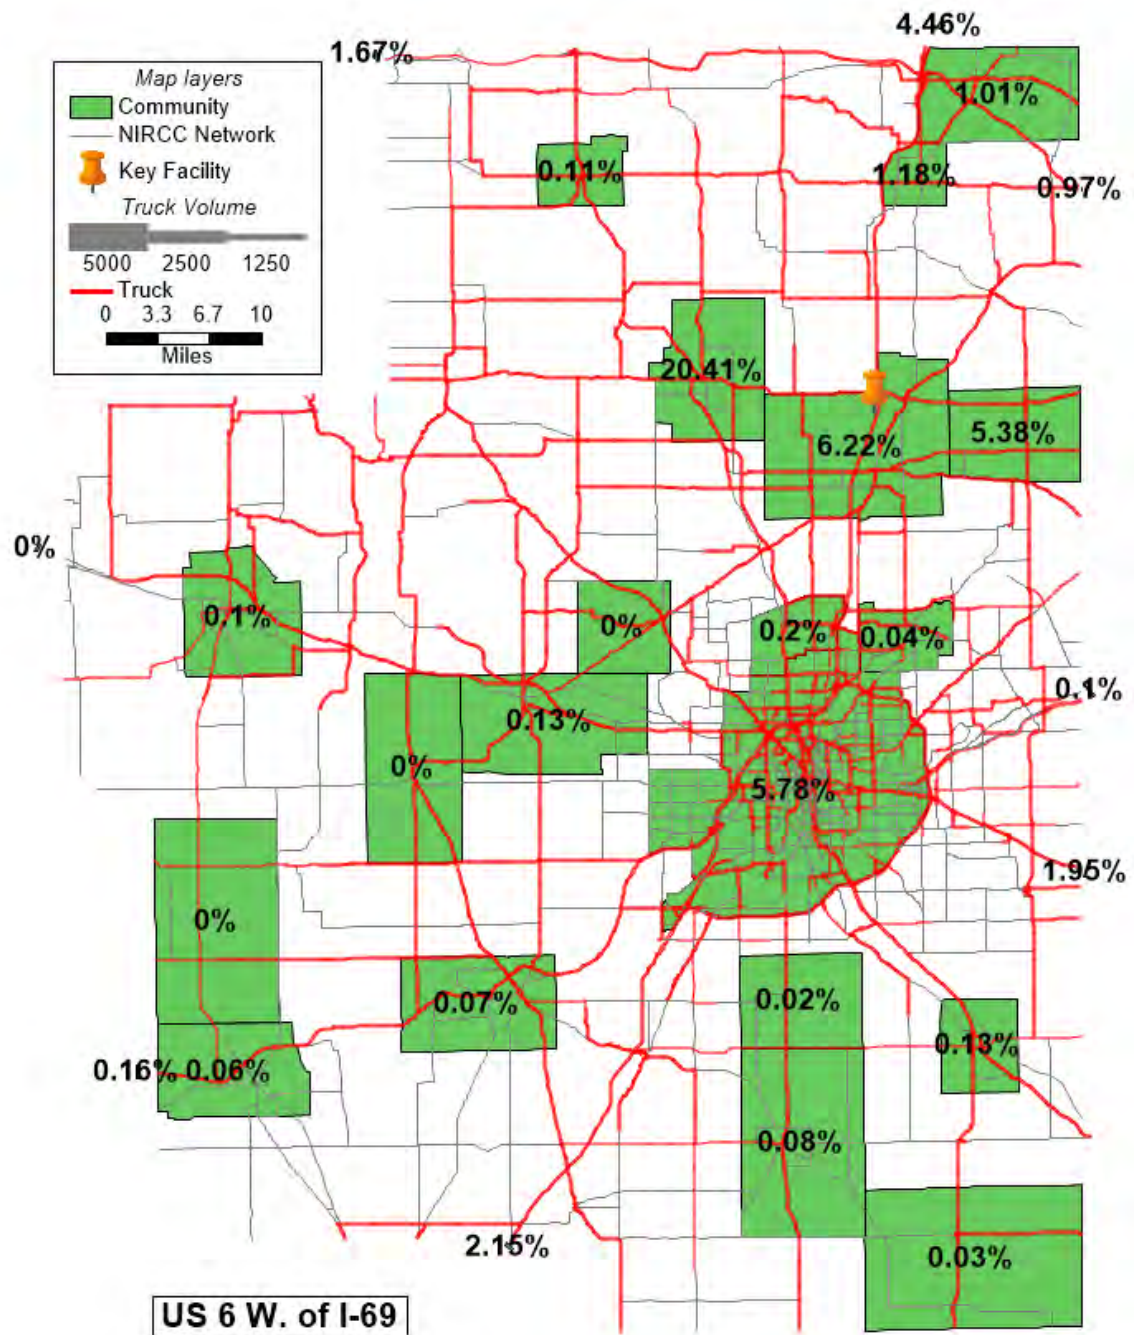 4.46%
1.67%
Map layers
Community
NIRCC Network
Key Facility
Truck Volume
5000 2500 1250
Truck
0 3.3 6.7 10
Miles
1.01%
0.11%
1.18%
0.97%
20.41%
6.22%
5.38%
0%
0.1%
0%
0.2%
0.04%
0.1%
0.13%
0%
5.78%
1.95%
0%
0.07%
0.02%
0.13%
0.16% 0.06%
0.08%
2.15%
0.03%
US 6 W. of I-69